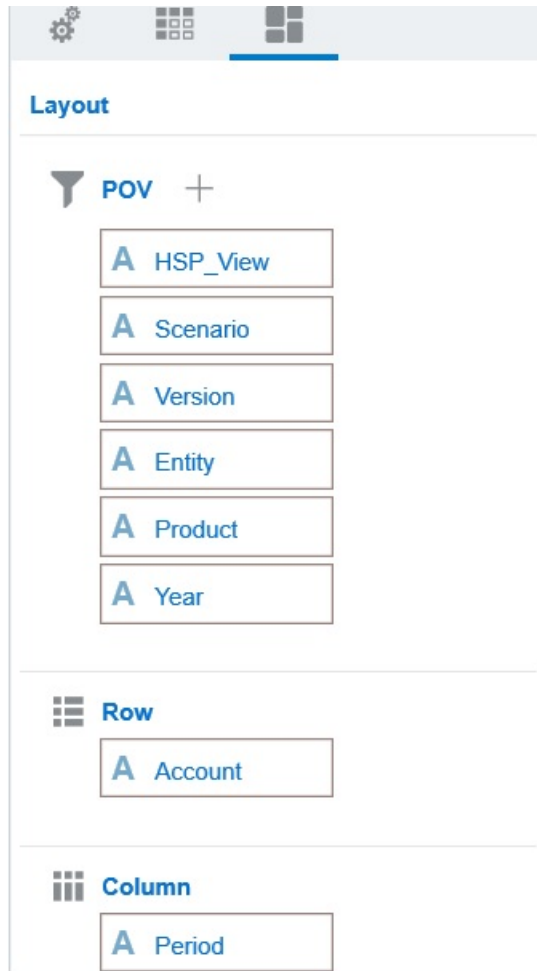 Layout
POV
A HSP_View
A Scenario
A Version
A Entity
A Product
A Year
Row
A Account
Column
A Period